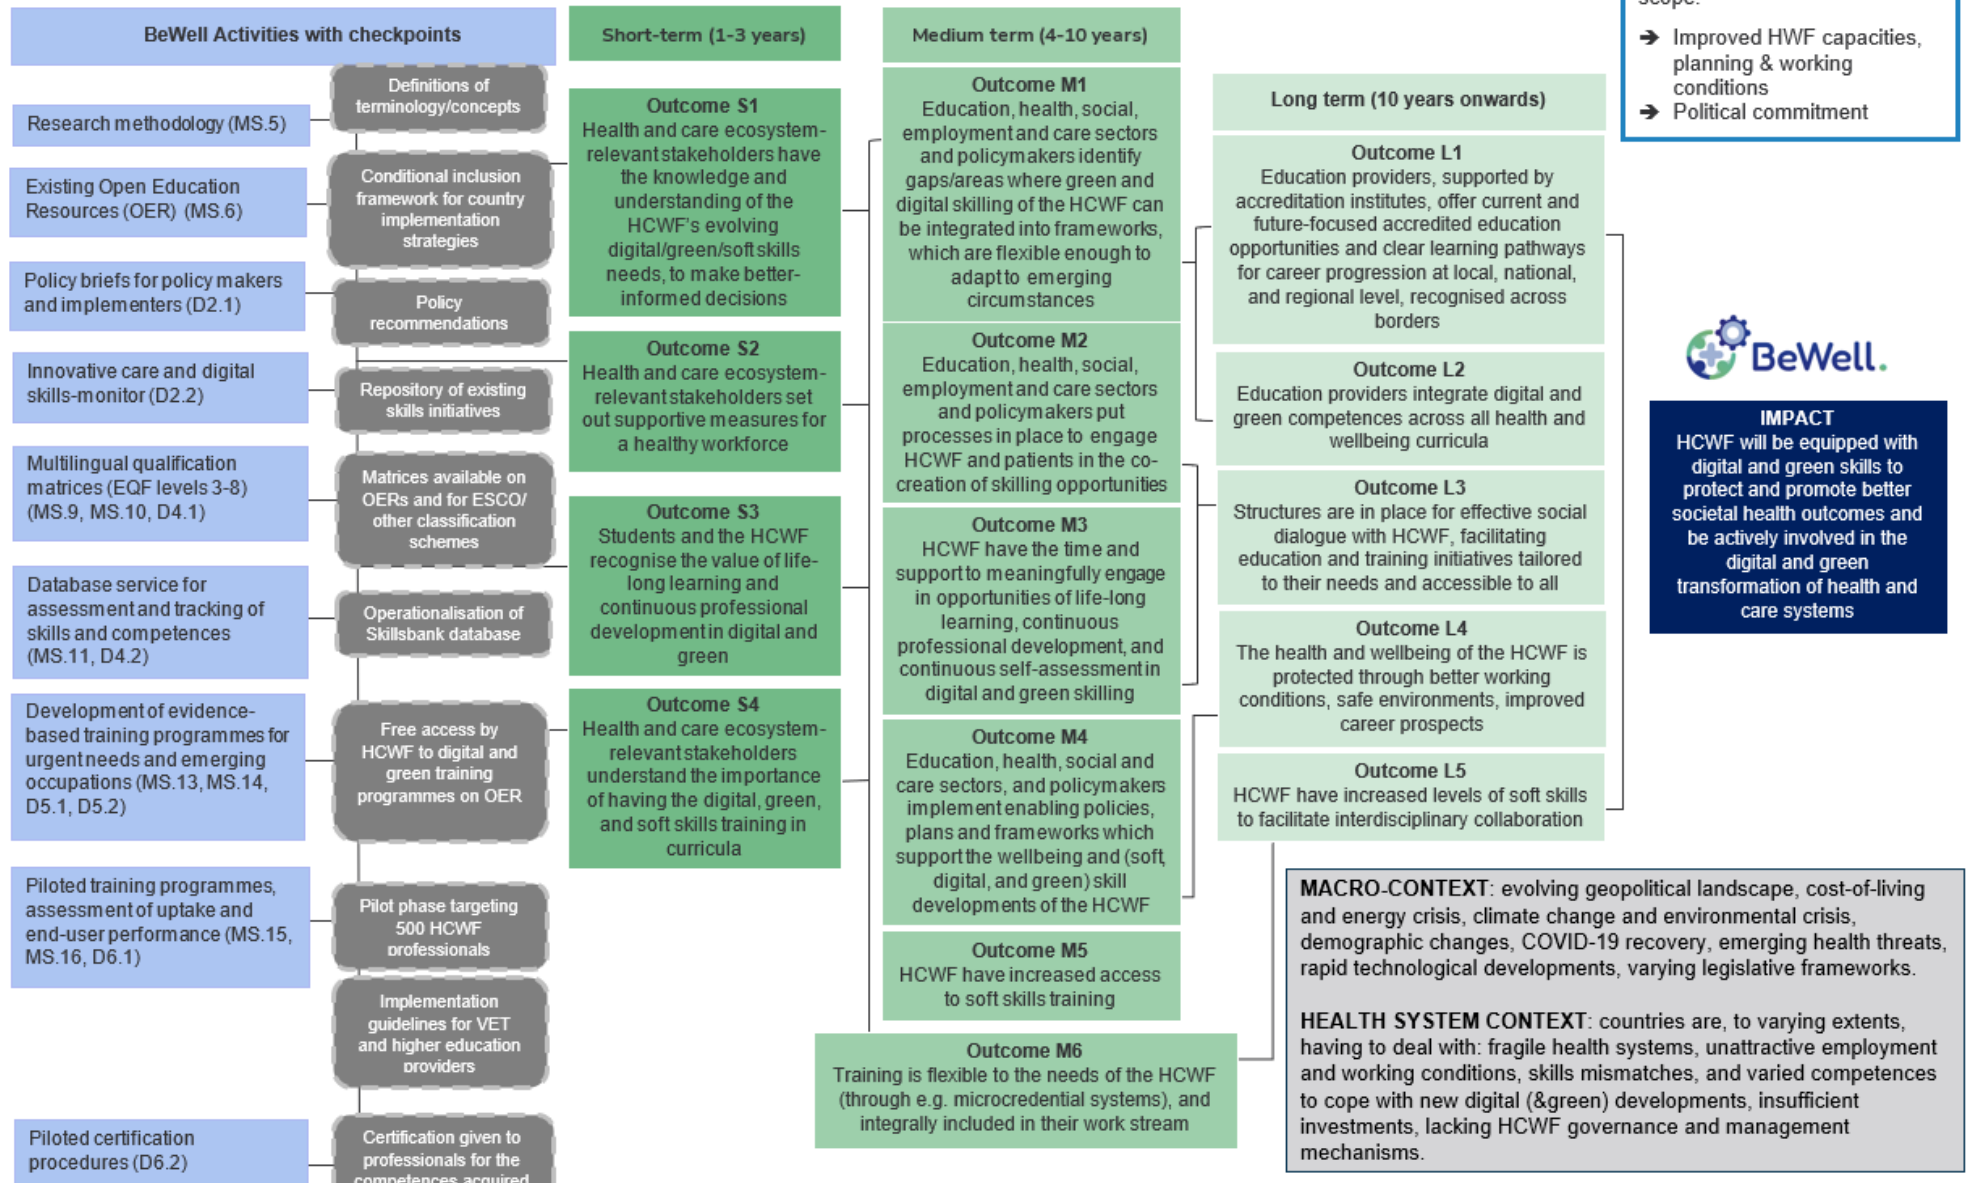 BeWell Activities with checkpoints
Research methodology (MS.5)
Existing Open Education
Resources (OER) (MS.6)
Policy briefs for policy makers
and implementers (D2.1)
Innovative care and digital
skills-monitor (D2.2)
Multilingual qualification
matrices (EQF levels 3-8)
(MS.9, MS.10, D4.1)
Database service for
assessment and tracking of
skills and competences
(MS.11, D4.2)
Development of evidence-
based training programmes for
urgent needs and emerging
occupations (MS.13, MS.14,
D5.1, D5.2)
Piloted training programmes,
assessment of uptake and
end-user performance (MS.15,
MS.16, D6.1)
Piloted certification
procedures (D6.2)
Definitions of
terminology/concepts
Conditional inclusion
framework for country
implementation
strategies
Policy
recommendations
Repository of existing
skills initiatives
Matrices available on
OERs and for ESCO/
other classification
schemes
Operationalisation of
Skillsbank database
Free access by
HCWF to digital and
green training
programmes on OER
Pilot phase targeting
500 HCWF
professionals
Implementation
guidelines for VET
and higher education
providers
Certification given to
professionals for the
competences acquired
Short-term (1-3 years)
Outcome S1
Health and care ecosystem-
relevant stakeholders have
the knowledge and
understanding of the
HCWF's evolving
digital/green/soft skills
needs, to make better-
informed decisions
Outcome S2
Health and care ecosystem-
relevant stakeholders set
out supportive measures for
a healthy workforce
Outcome S3
Students and the HCWF
recognise the value of life-
long learning and
continuous professional
development in digital and
green
Outcome S4
Health and care ecosystem-
relevant stakeholders
understand the importance
of having the digital, green,
and soft skills training in
curricula
Medium term (4-10 years)
Outcome M1
Education, health, social,
employment and care sectors
and policymakers identify
gaps/areas where green and
digital skilling of the HCWF can
be integrated into frameworks,
which are flexible enough to
adapt to emerging
circumstances
Outcome M2
Education, health, social,
employment and care sectors
and policymakers put
processes in place to engage
HCWF and patients in the co-
creation of skilling opportunities
Outcome M3
HCWF have the time and
support to meaningfully engage
in opportunities of life-long
learning, continuous
professional development, and
continuous self-assessment in
digital and green skilling
Outcome M4
Education, health, social and
care sectors, and policymakers
implement enabling policies,
plans and frameworks which
support the wellbeing and (soft,
digital, and green) skill
developments of the HCWF
Outcome M5
HCWF have increased access
to soft skills training
Outcome M6
Training is flexible to the needs of the HCWF
(through e.g. microcredential systems), and
integrally included in their work stream
Long term (10 years onwards)
Outcome L1
Education providers, supported by
accreditation institutes, offer current and
future-focused accredited education
opportunities and clear learning pathways
for career progression at local, national,
and regional level, recognised across
borders
Outcome L2
Education providers integrate digital and
green competences across all health and
wellbeing curricula
Outcome L3
Structures are in place for effective social
dialogue with HCWF, facilitating
education and training initiatives tailored
to their needs and accessible to all
Outcome L4
The health and wellbeing of the HCWF is
protected through better working
conditions, safe environments, improved
career prospects
Outcome L5
HCWF have increased levels of soft skills
to facilitate interdisciplinary collaboration
scope:
➔ Improved HWF capacities,
planning & working
conditions
➔ Political commitment
BeWell.
IMPACT
HCWF will be equipped with
digital and green skills to
protect and promote better
societal health outcomes and
be actively involved in the
digital and green
transformation of health and
care systems
MACRO-CONTEXT: evolving geopolitical landscape, cost-of-living
and energy crisis, climate change and environmental crisis,
demographic changes, COVID-19 recovery, emerging health threats,
rapid technological developments, varying legislative frameworks.
HEALTH SYSTEM CONTEXT: countries are, to varying extents,
having to deal with: fragile health systems, unattractive employment
and working conditions, skills mismatches, and varied competences
to cope with new digital (&green) developments, insufficient
investments, lacking HCWF governance and management
mechanisms.